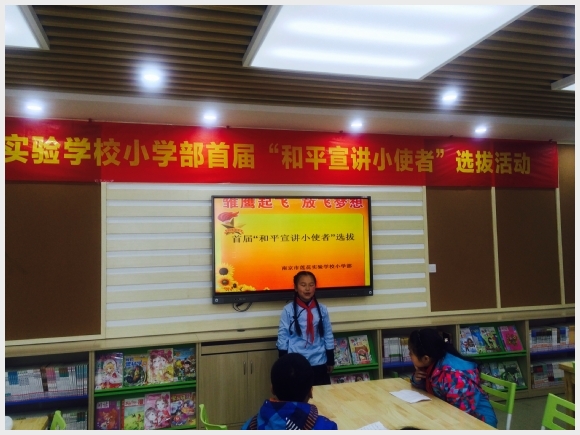 实验学校小学部首届“和平宣讲小使者”选拔活动
雏鹰起飞 放飞梦想
首届“和平宣讲小使者”选拔